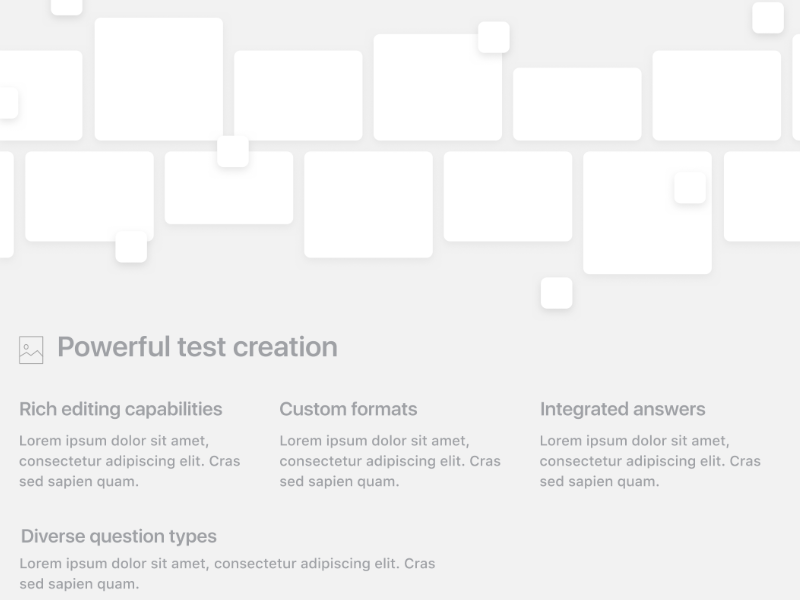 Powerful test creation
Rich editing capabilities
Lorem ipsum dolor sit amet,
consectetur adipiscing elit. Cras
sed sapien quam.
Custom formats
Lorem ipsum dolor sit amet,
consectetur adipiscing elit. Cras
sed sapien quam.
Integrated answers
Lorem ipsum dolor sit amet,
consectetur adipiscing elit. Cras
sed sapien quam.
Diverse question types
Lorem ipsum dolor sit amet, consectetur adipiscing elit. Cras
sed sapien quam.